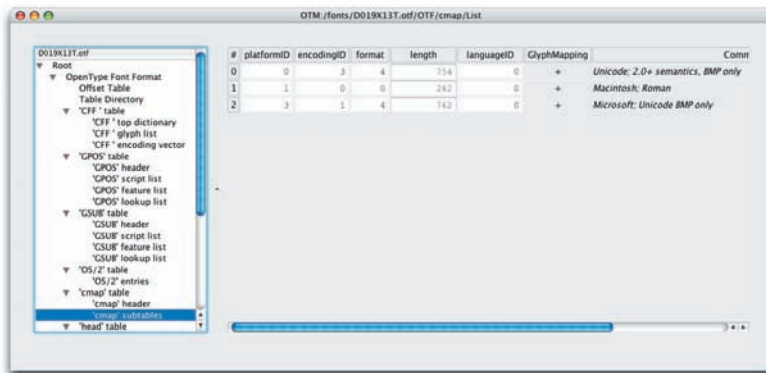 OTM:/fonts/D019X13T.otf/OTF/cmap/List
D019X13T.otf
Root
OpenType Font Format
Offset Table
Table Directory
'CFF ' table
'CFF ' top dictionary
'CFF ' glyph list
'CFF ' encoding vector
'GPOS' table
'GPOS' header
'GPOS' script list
'GPOS' feature list
'GPOS' lookup list
'GSUB' table
'GSUB' header
'GSUB' script list
'GSUB' feature list
'GSUB' lookup list
'OS/2' table
'OS/2' entries
'cmap' table
'cmap' header
'cmap' subtables
'head' table
# platformID encodingID format length languageID GlyphMapping Comm
0 0 3 4 754 0 + Unicode; 2.0+ semantics, BMP only
1 1 0 0 262 0 + Macintosh; Roman
2 3 1 4 762 0 + Microsoft; Unicode BMP only